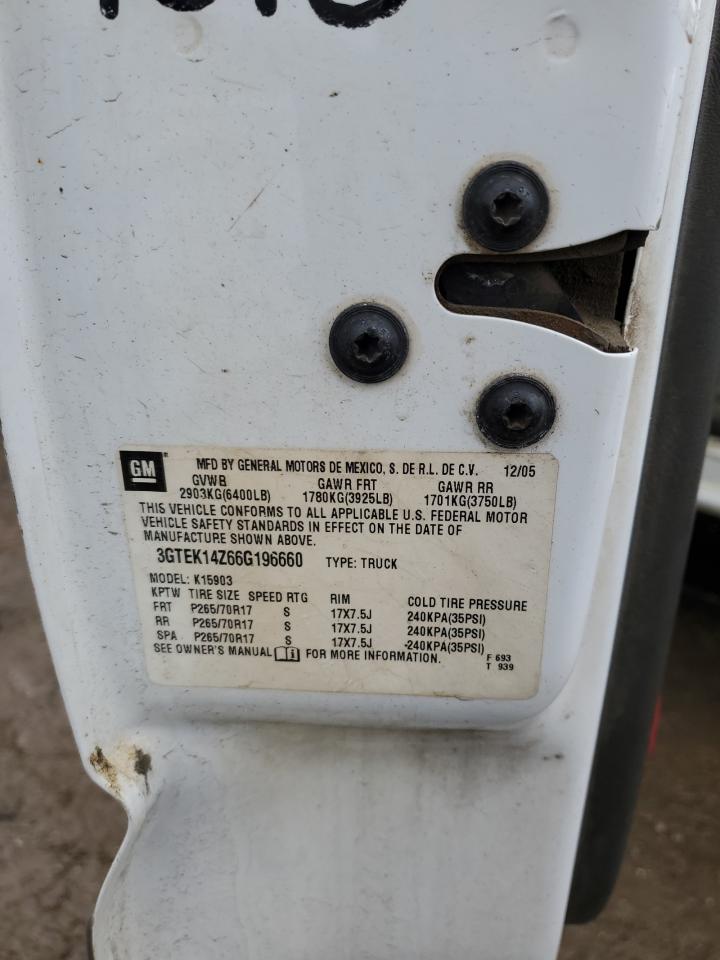 GM MFD BY GENERAL MOTORS DE MEXICO, S. DE R.L. DE C.V. 12/05
GVWR GAWR FRT GAWR RR
2903KG(6400LB) 1780KG(3925LB) 1701KG(3750LB)
THIS VEHICLE CONFORMS TO ALL APPLICABLE U.S. FEDERAL MOTOR
VEHICLE SAFETY STANDARDS IN EFFECT ON THE DATE OF
MANUFACTURE SHOWN ABOVE.
3GTEK14Z66G196660 TYPE: TRUCK
MODEL: K15903
KPTW TIRE SIZE SPEED RTG RIM COLD TIRE PRESSURE
FRT P265/70R17 S 17X7.5J 240KPA(35PSI)
RR P265/70R17 S 17X7.5J 240KPA(35PSI)
SPA P265/70R17 S 17X7.5J 240KPA(35PSI)
SEE OWNER'S MANUAL FOR MORE INFORMATION. F 693
T 939